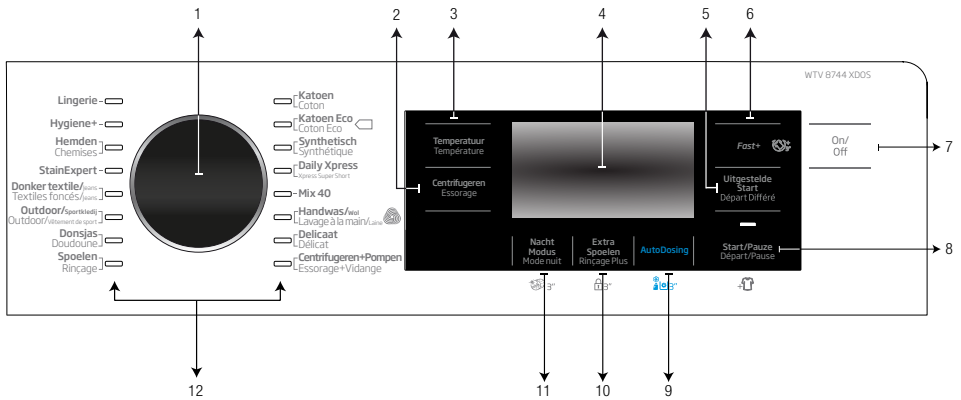 1
2
3
4
5
6
WTV 8744 XDOS
Lingerie
Hygiene+
Hemden
Chemises
StainExpert
Donker textile/Jeans
Textiles foncés/Jeans
Outdoor/Sportkledij
Outdoor/Vêtement de sport
Donsjas
Doudoune
Spoelen
Rinçage
Katoen
Coton
Katoen Eco
Coton Eco
Synthetisch
Synthétique
Daily Xpress
Xpress Super Short
Mix 40
Handwas/Wol
Lavage à la main/Laine
Delicaat
Délicat
Centrifugeren+Pompen
Essorage+Vidange
Temperatuur
Température
Centrifugeren
Essorage
Fast+
Uitgestelde
Start
Départ Différé
On/
Off
7
Nacht
Modus
Mode nuit
Extra
Spoelen
Rinçage Plus
AutoDosing
Start/Pauze
Départ/Pause
8
3"
3"
3"
+
12
11
10
9